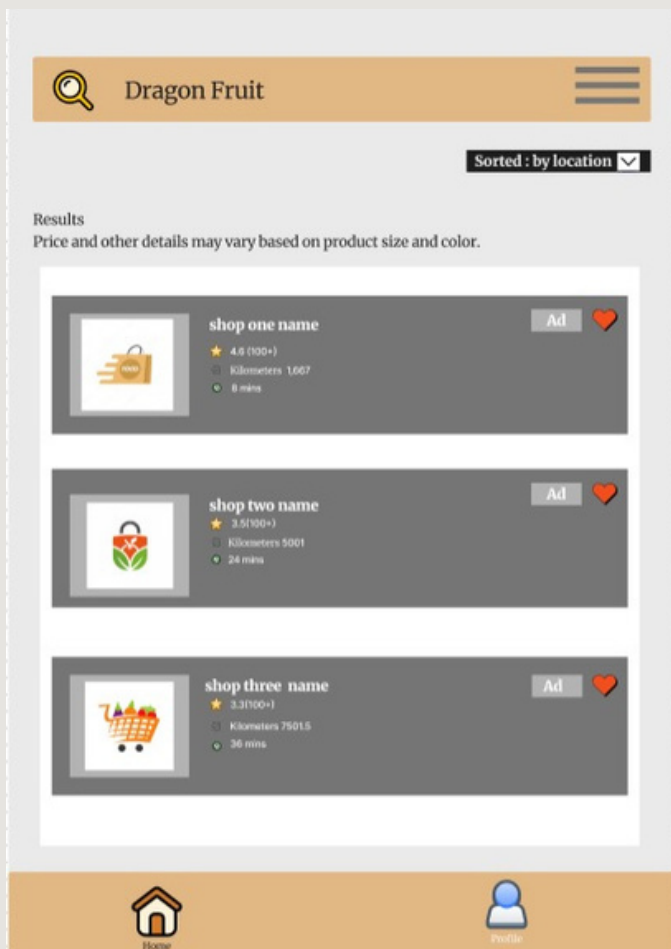 Dragon Fruit
Sorted : by location
Results
Price and other details may vary based on product size and color.
shop one name
Ad
4.6 (100+)
Kilometers 1,667
8 mins
shop two name
Ad
3.5(100+)
Kilometers 5001
24 mins
shop three name
Ad
3.3(100+)
Kilometers 7501.5
36 mins
Home
Profile